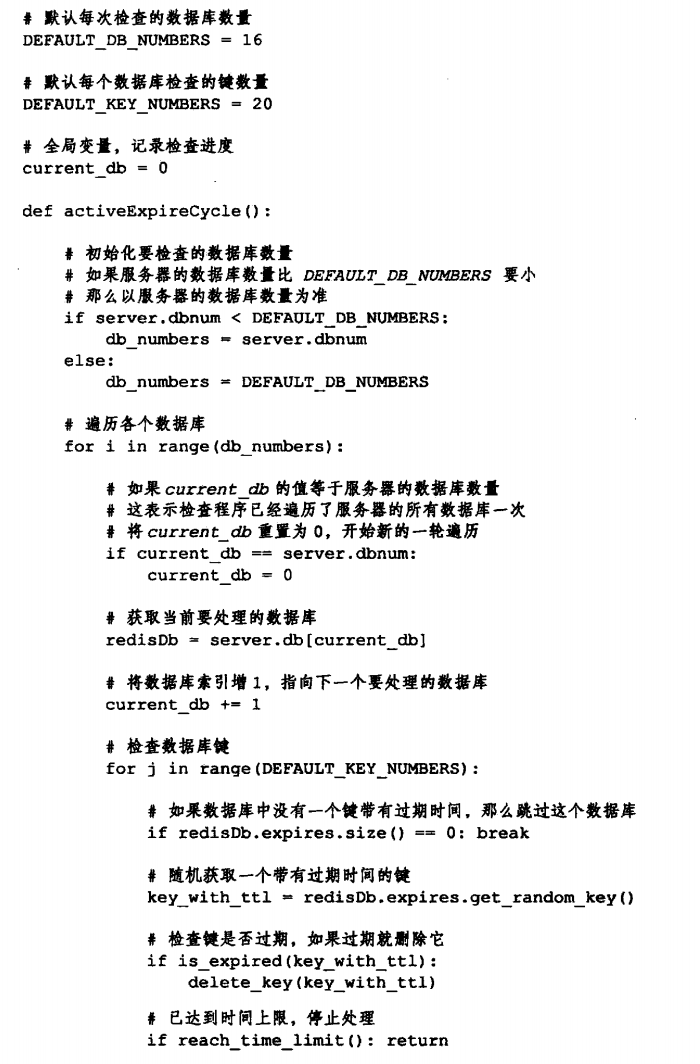 # 默认每次检查的数据库数量
DEFAULT_DB_NUMBERS = 16
# 默认每个数据库检查的键数量
DEFAULT_KEY_NUMBERS = 20
# 全局变量，记录检查进度
current_db = 0
def activeExpireCycle():
# 初始化要检查的数据库数量
# 如果服务器的数据库数量比 DEFAULT_DB_NUMBERS 要小
# 那么以服务器的数据库数量为准
if server.dbnum < DEFAULT_DB_NUMBERS:
db_numbers = server.dbnum
else:
db_numbers = DEFAULT_DB_NUMBERS
# 遍历各个数据库
for i in range(db_numbers):
# 如果 current_db 的值等于服务器的数据库数量
# 这表示检查程序已经遍历了服务器的所有数据库一次
# 将 current_db 重置为 0，开始新的一轮遍历
if current_db == server.dbnum:
current_db = 0
# 获取当前要处理的数据库
redisDb = server.db[current_db]
# 将数据库索引增 1，指向下一个要处理的数据库
current_db += 1
# 检查数据库键
for j in range(DEFAULT_KEY_NUMBERS):
# 如果数据库中没有一个键带有过期时间，那么跳过这个数据库
if redisDb.expires.size() == 0: break
# 随机获取一个带有过期时间的键
key_with_ttl = redisDb.expires.get_random_key()
# 检查键是否过期，如果过期就删除它
if is_expired(key_with_ttl):
delete_key(key_with_ttl)
# 已达到时间上限，停止处理
if reach_time_limit(): return